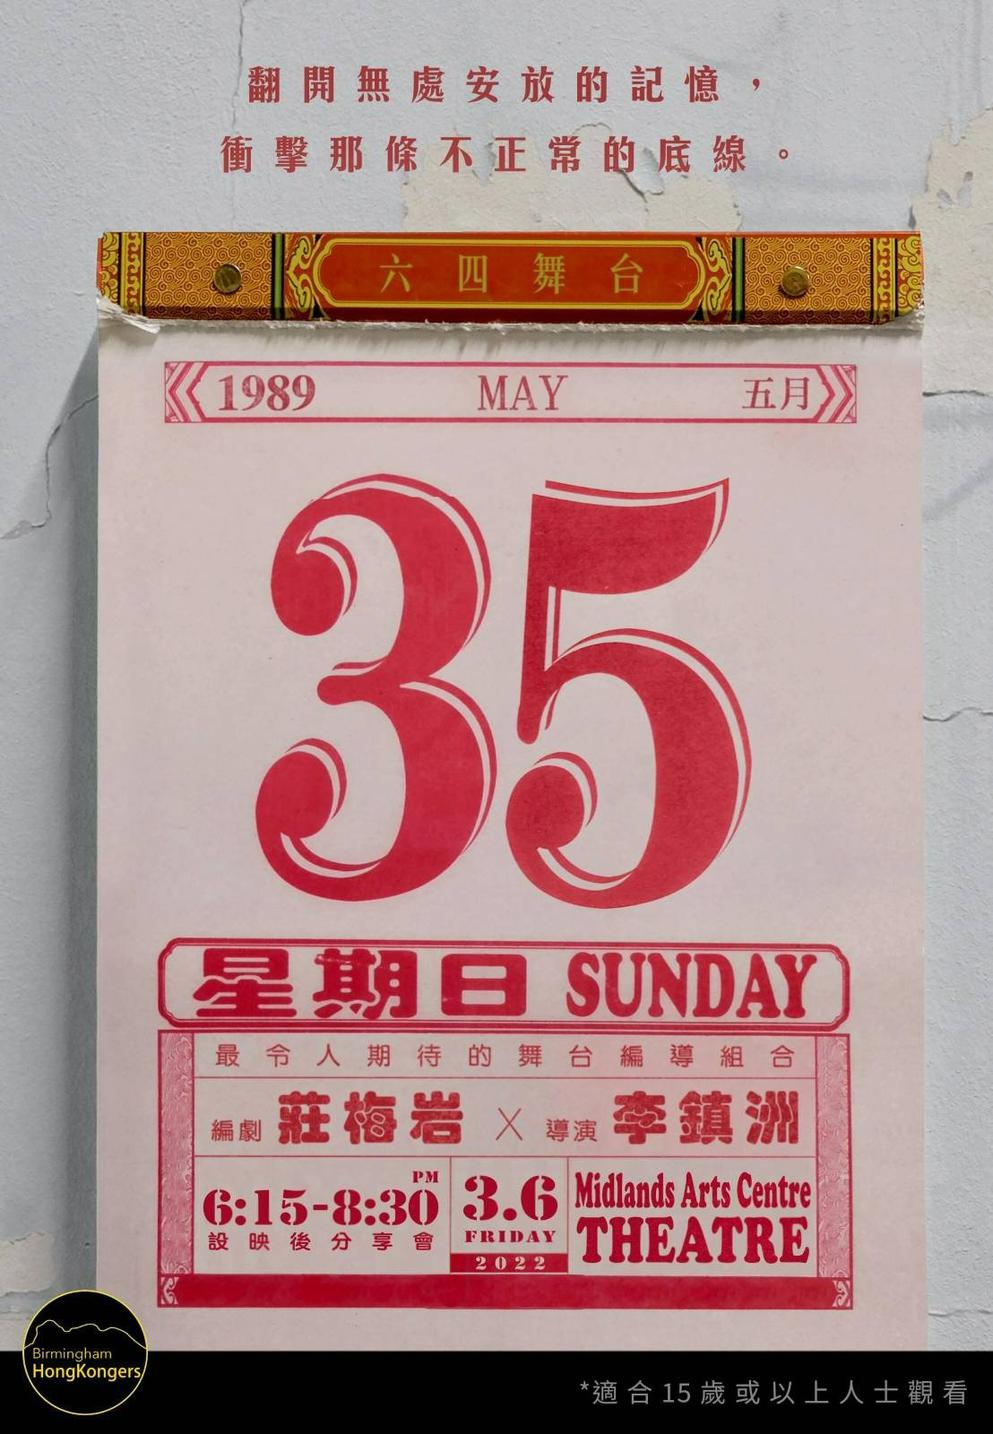 翻開無處安放的記憶，
衝擊那條不正常的底線。
六四舞台
1989 MAY 五月
35
星期日 SUNDAY
最令人期待的舞台編導組合
編劇 莊梅岩 X 導演 李鎮洲
6:15-8:30 PM
設映後分享會
3.6
FRIDAY
2022
Midlands Arts Centre
THEATRE
Birmingham
HongKongers
*適合15歲或以上人士觀看